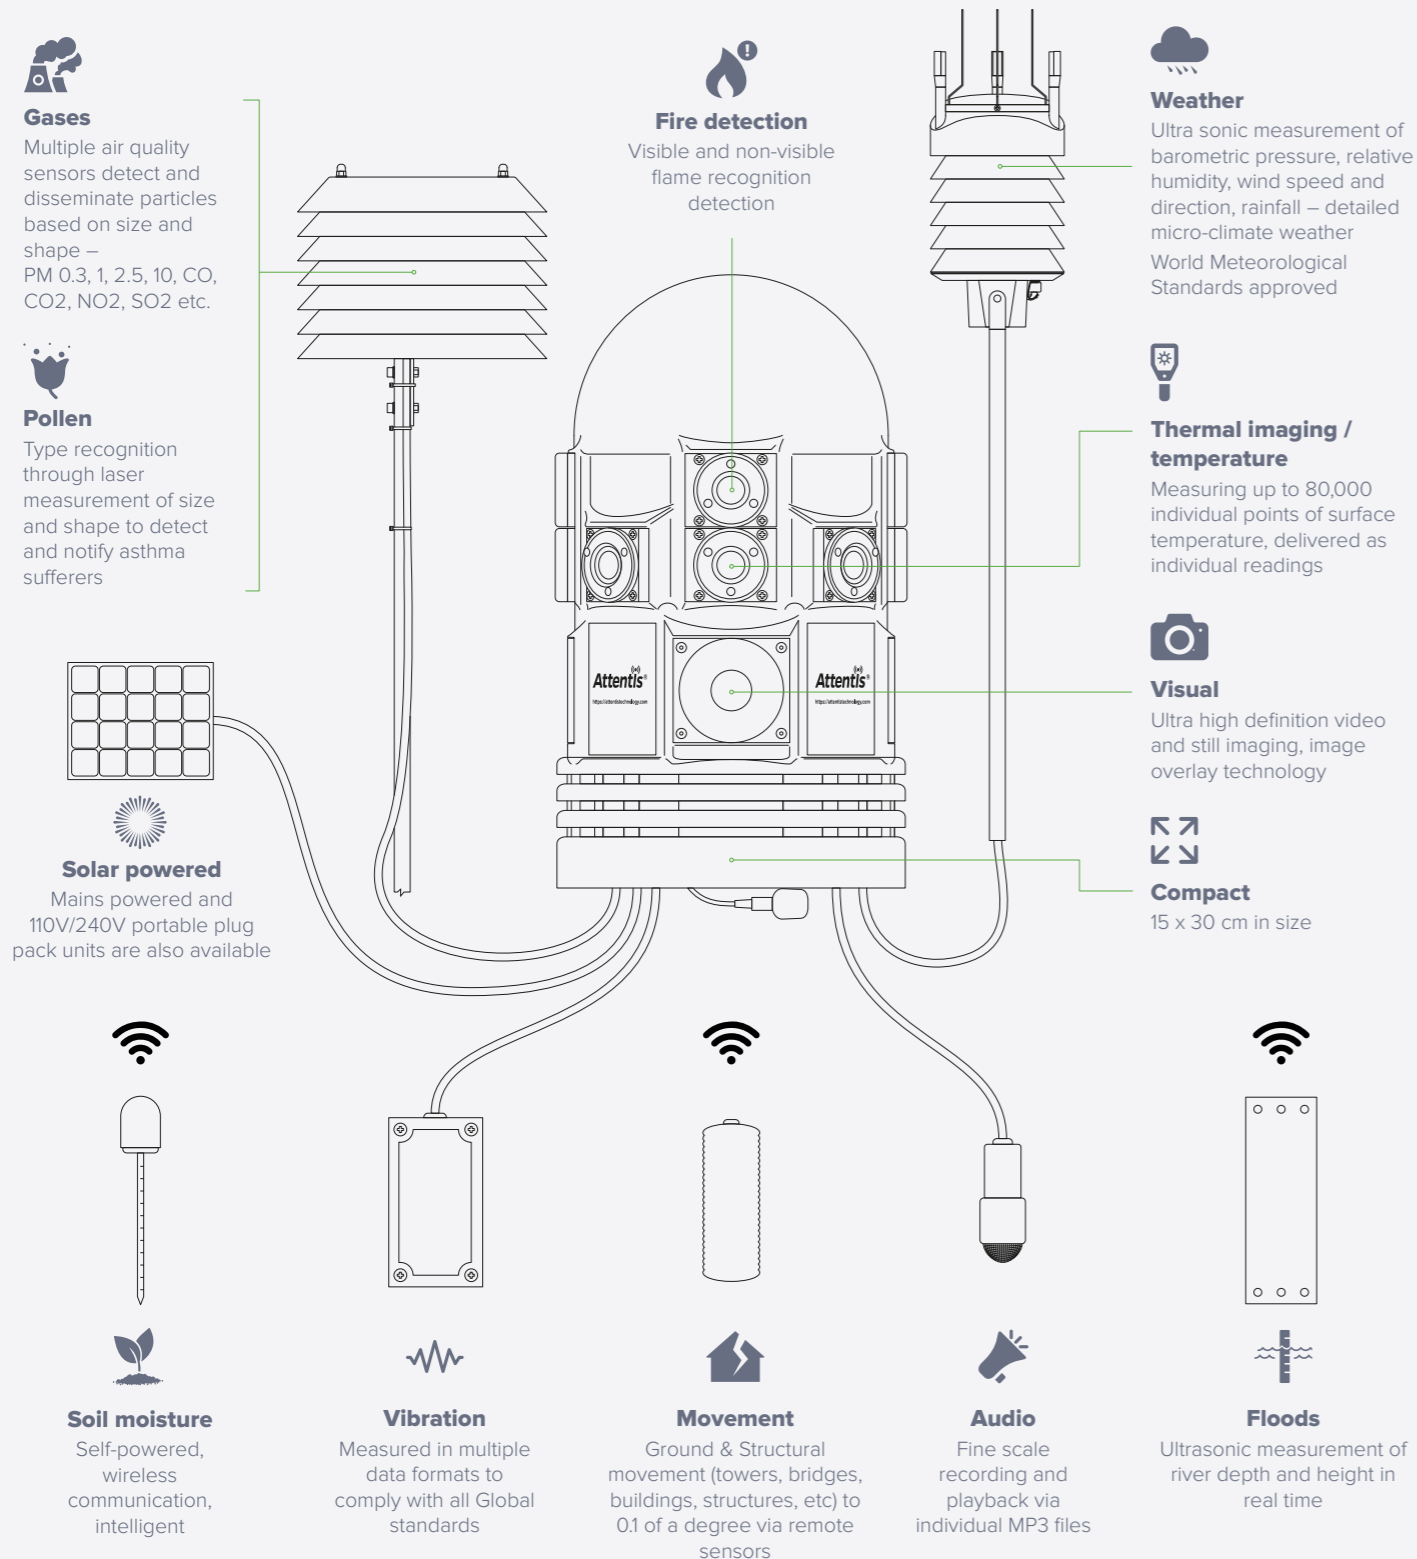 Gases
Multiple air quality
sensors detect and
disseminate particles
based on size and
shape –
PM 0.3, 1, 2.5, 10, CO,
CO2, NO2, SO2 etc.
Pollen
Type recognition
through laser
measurement of size
and shape to detect
and notify asthma
sufferers
Fire detection
Visible and non-visible
flame recognition
detection
Weather
Ultra sonic measurement of
barometric pressure, relative
humidity, wind speed and
direction, rainfall – detailed
micro-climate weather
World Meteorological
Standards approved
Thermal imaging /
temperature
Measuring up to 80,000
individual points of surface
temperature, delivered as
individual readings
Visual
Ultra high definition video
and still imaging, image
overlay technology
Compact
15 x 30 cm in size
Attentis®
https://attentistechnology.com
Attentis®
https://attentistechnology.com
Solar powered
Mains powered and
110V/240V portable plug
pack units are also available
Soil moisture
Self-powered,
wireless
communication,
intelligent
Vibration
Measured in multiple
data formats to
comply with all Global
standards
Movement
Ground & Structural
movement (towers, bridges,
buildings, structures, etc) to
0.1 of a degree via remote
sensors
Audio
Fine scale
recording and
playback via
individual MP3 files
Floods
Ultrasonic measurement of
river depth and height in
real time